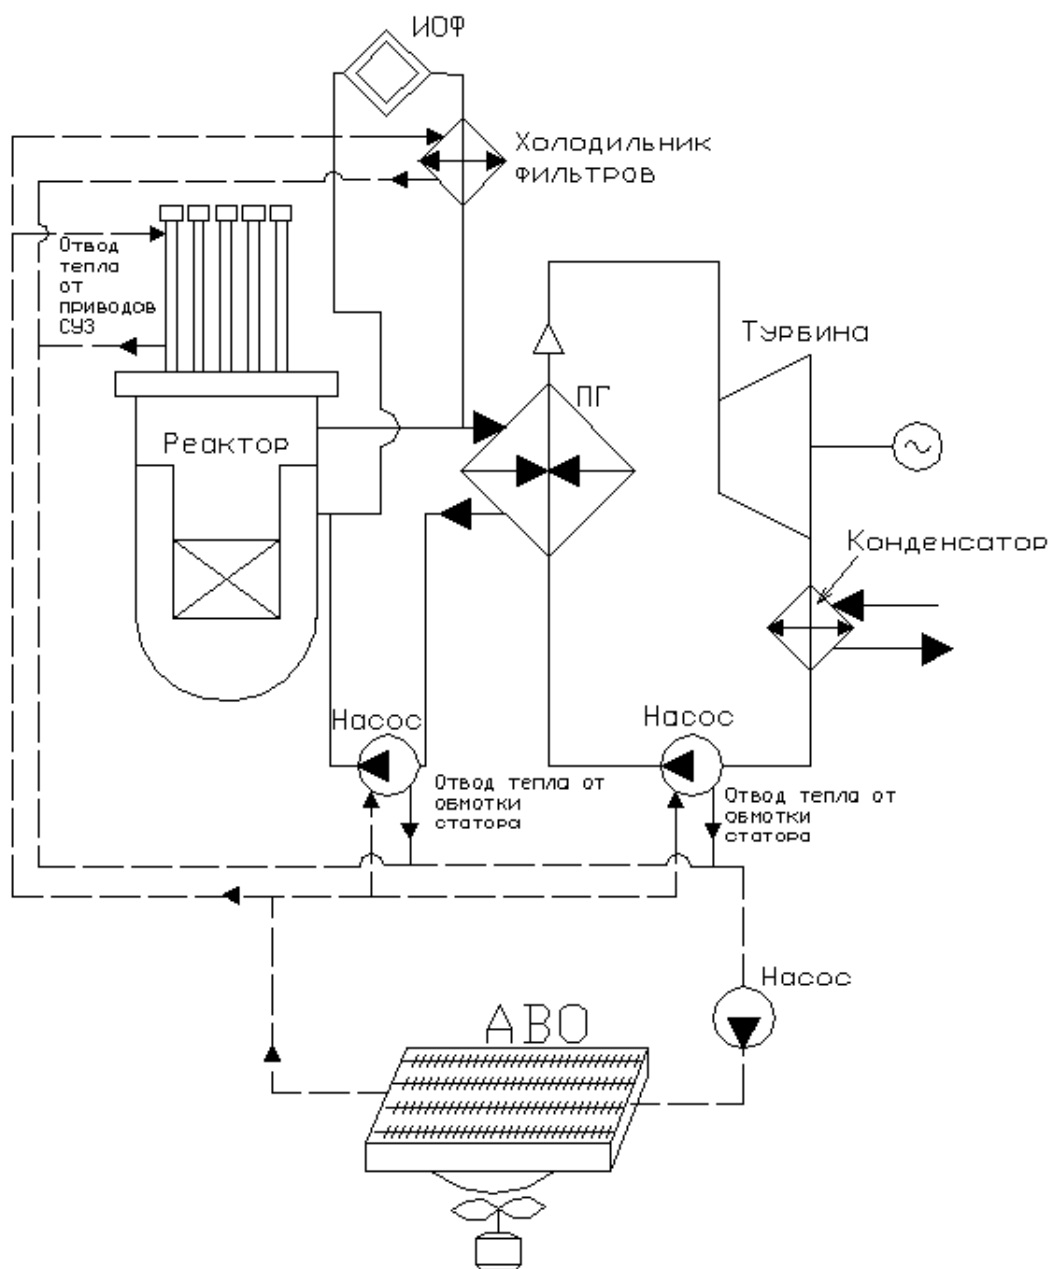 ИОФ
Холодильник
фильтров
Отвод
тепла
от
приводов
СУЗ
Турбина
ПГ
Реактор
Конденсатор
Насос
Насос
Отвод тепла от
обмотки
статора
Отвод тепла от
обмотки
статора
Насос
АВО